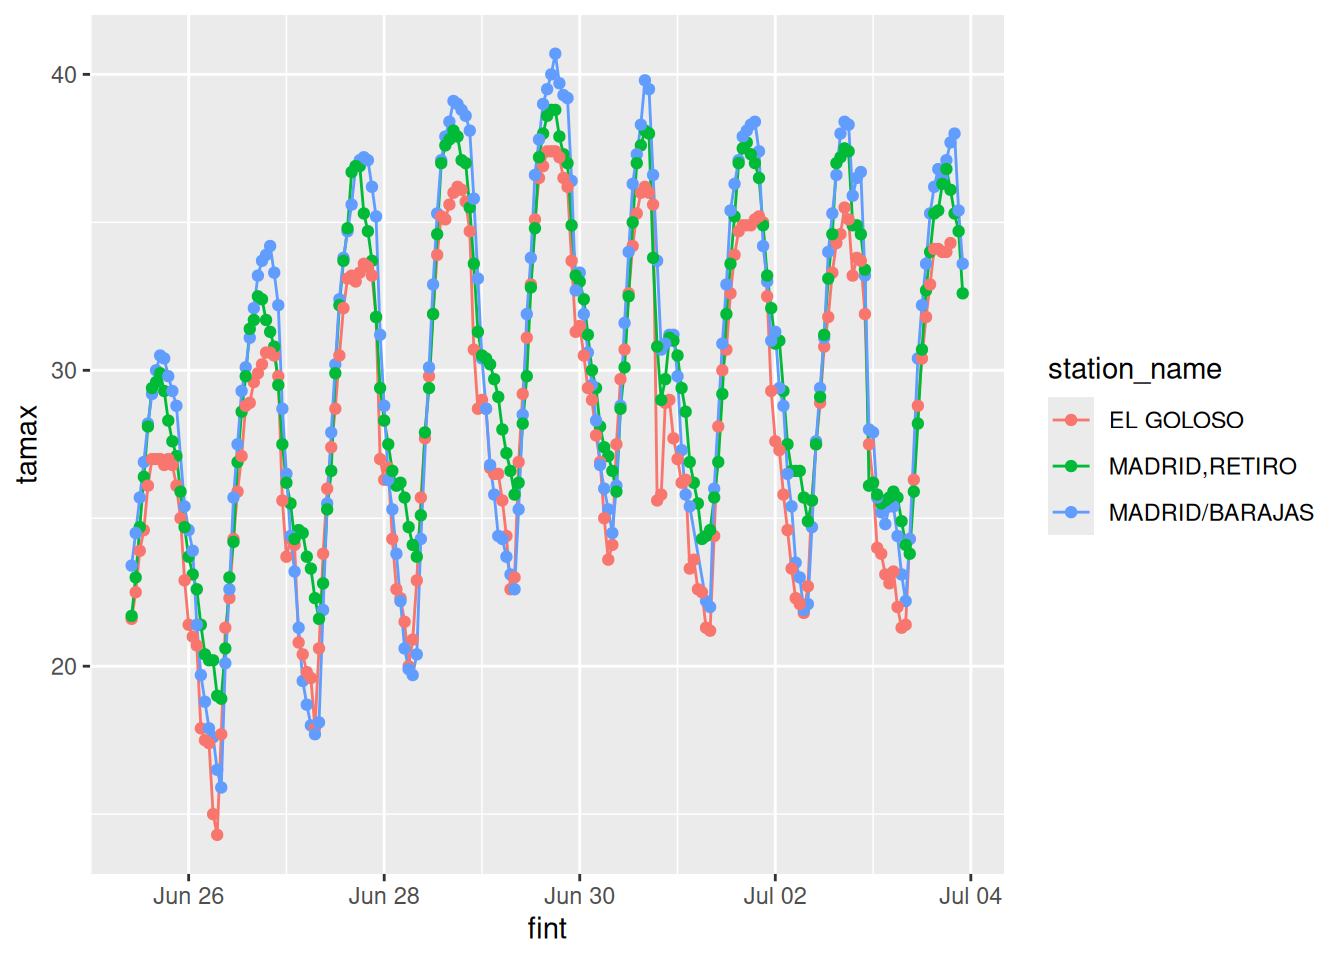 40
30
20
tamax
Jun 26
Jun 28
Jun 30
Jul 02
Jul 04
fint
station_name
EL GOLOSO
MADRID,RETIRO
MADRID/BARAJAS